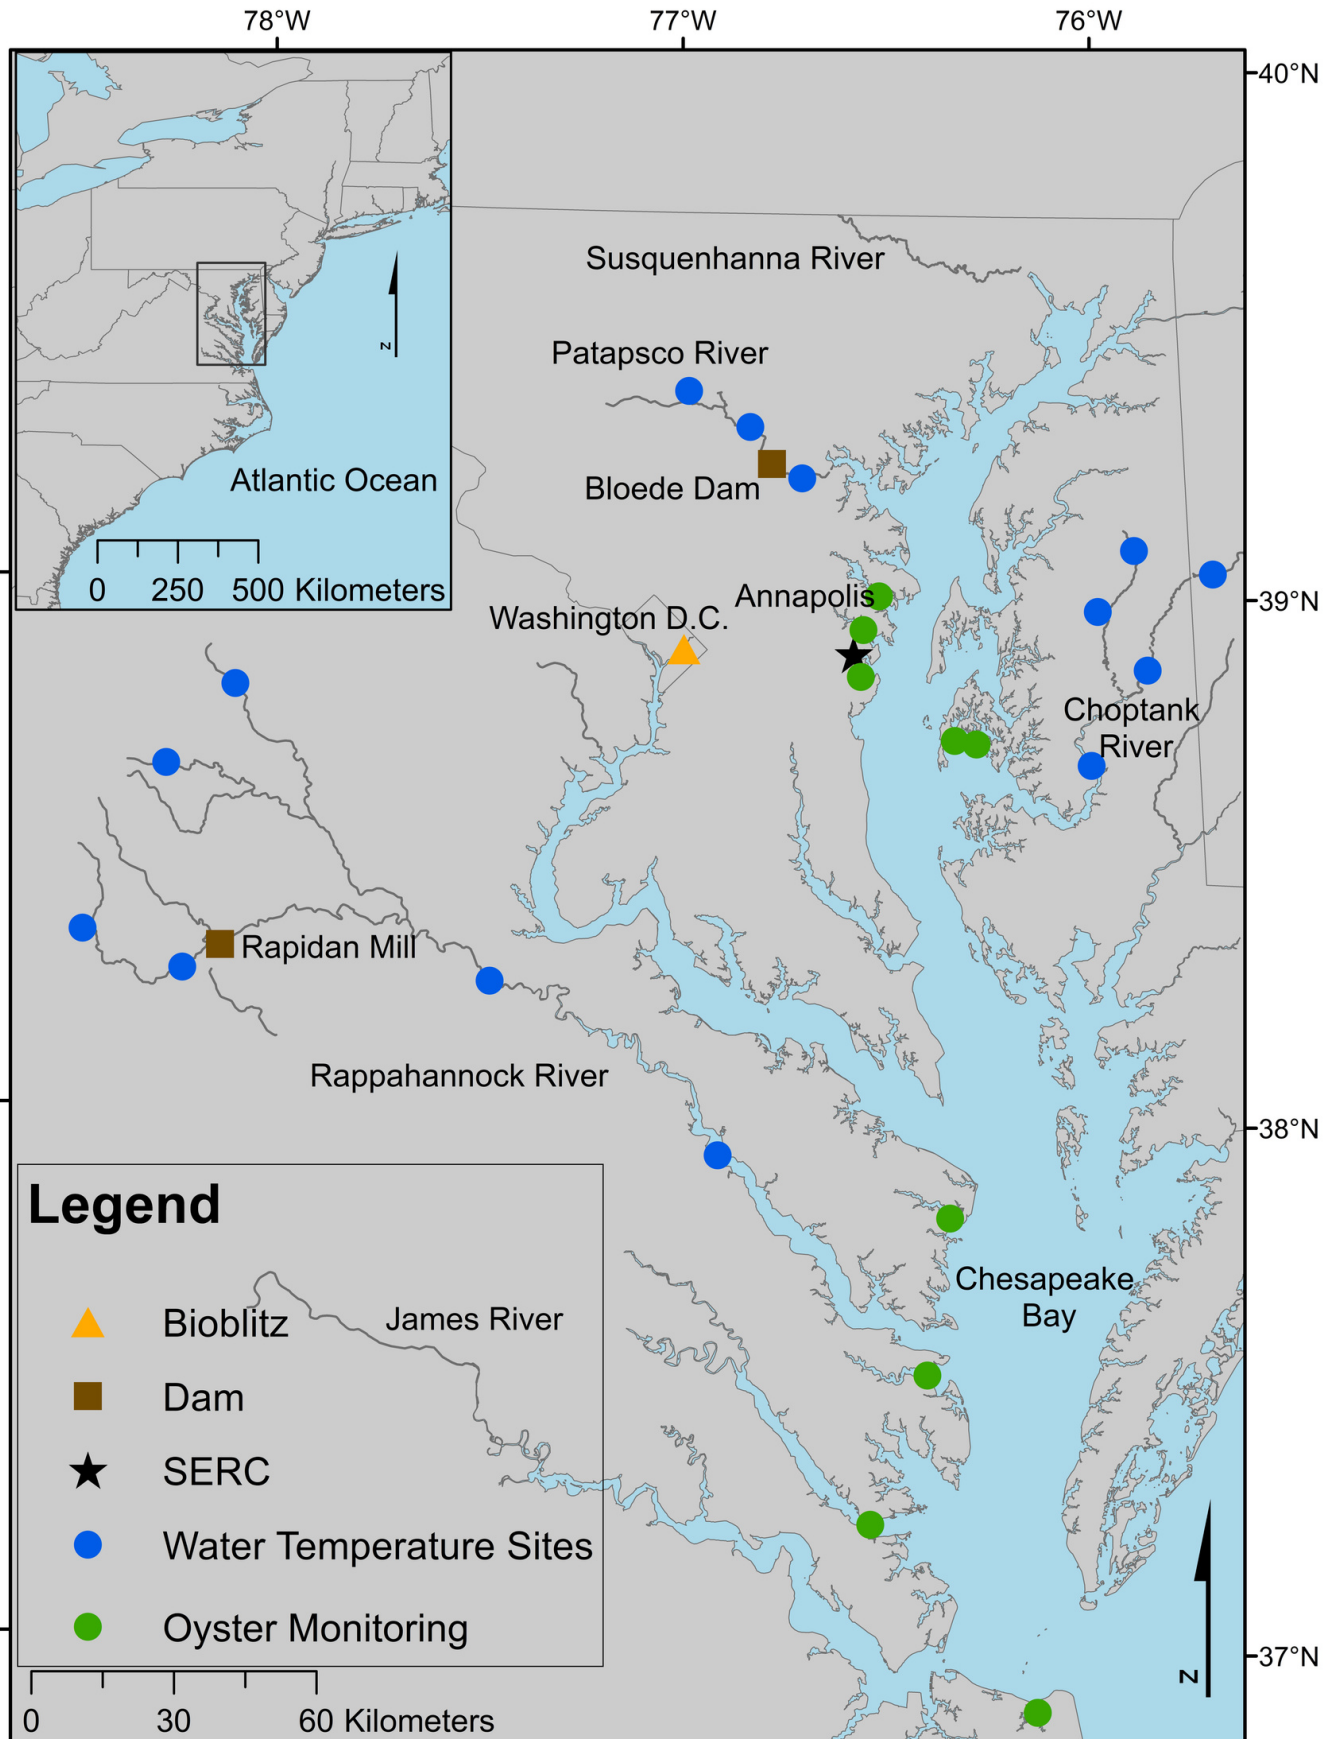 78°W
77°W
76°W
40°N
Susquenhanna River
Patapsco River
N
Atlantic Ocean
Bloede Dam
0 250 500 Kilometers
Annapolis
39°N
Washington D.C.
Choptank
River
Rapidan Mill
Rappahannock River
38°N
Legend
Chesapeake
Bay
James River
Bioblitz
Dam
SERC
Water Temperature Sites
Oyster Monitoring
37°N
N
0 30 60 Kilometers